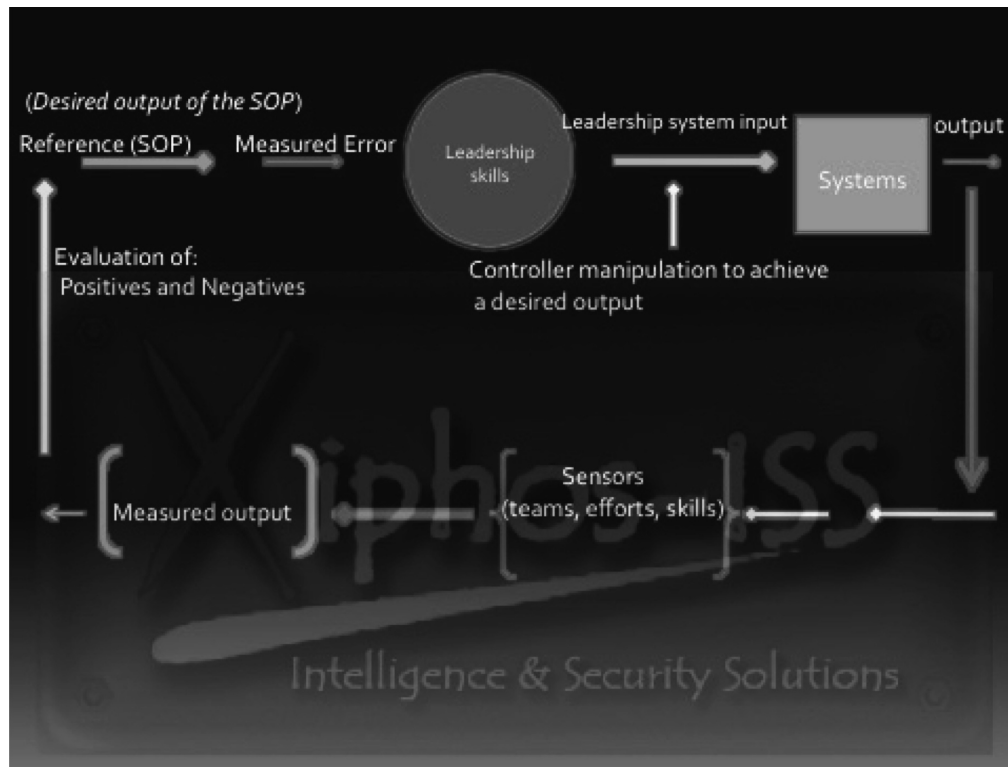 (Desired output of the SOP)
Reference (SOP)
Measured Error
Leadership
skills
Leadership system input
Systems
output
Evaluation of:
Positives and Negatives
Controller manipulation to achieve
a desired output
Measured output
Sensors
(teams, efforts, skills)
Xiphos-ISS
Intelligence & Security Solutions